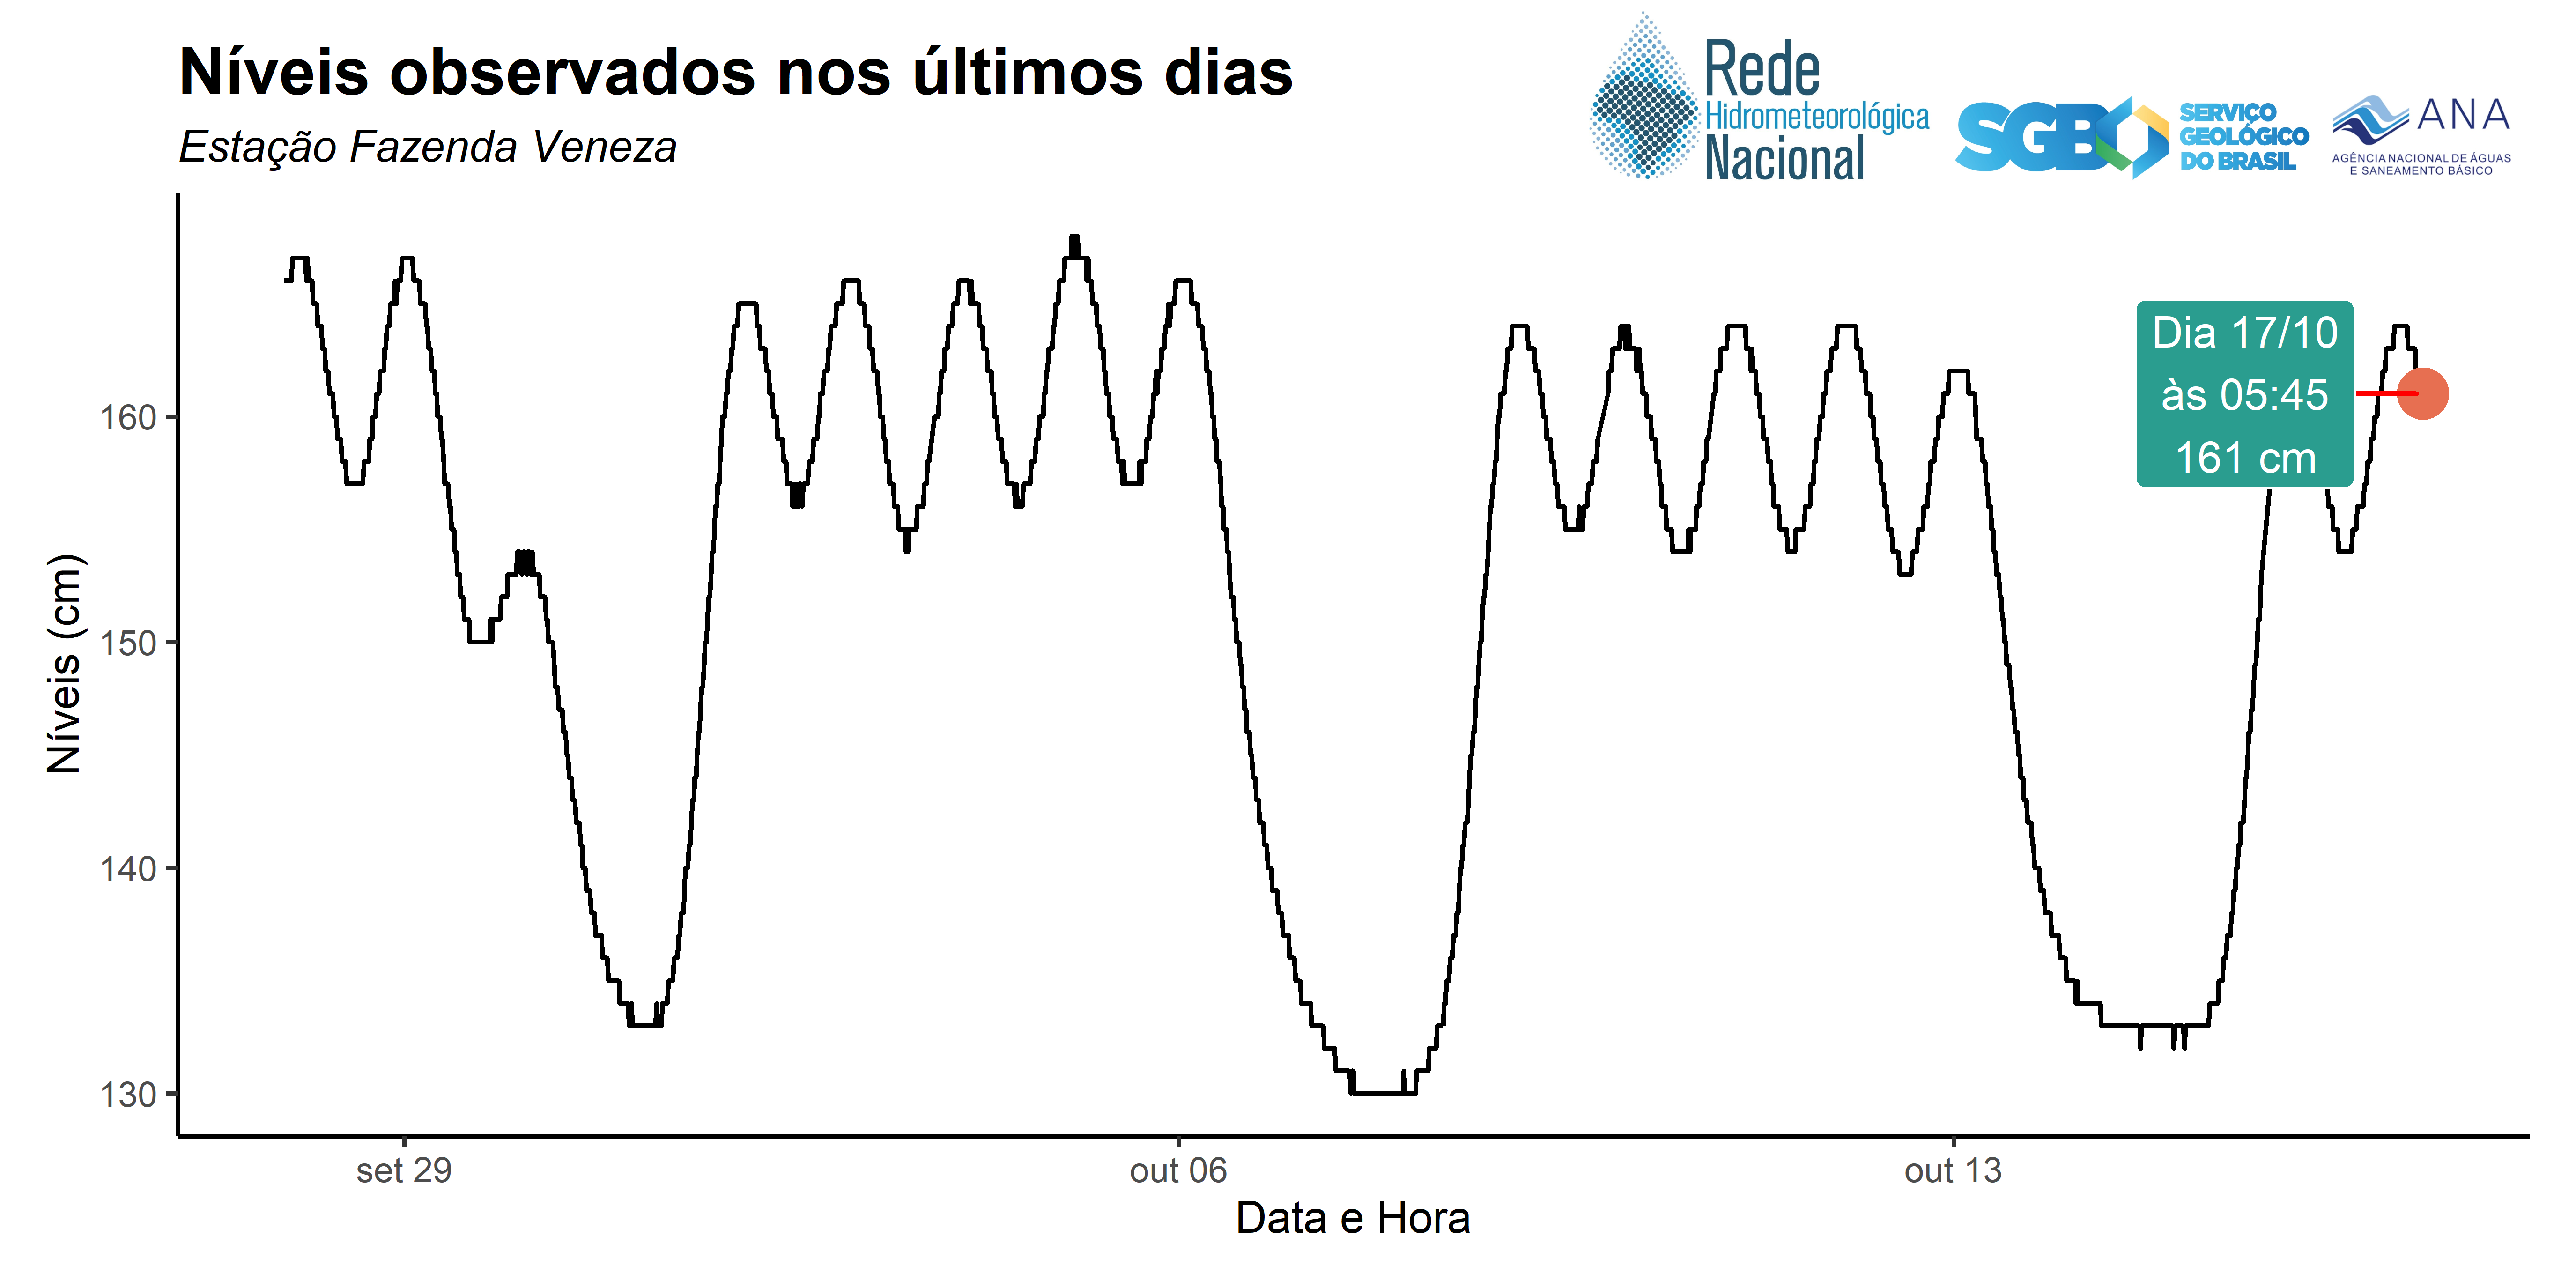 Níveis observados nos últimos dias
Estação Fazenda Veneza
Rede
Hidrometeorológica
Nacional
SGB
SERVIÇO
GEOLÓGICO
DO BRASIL
ANA
AGÊNCIA NACIONAL DE ÁGUAS
E SANEAMENTO BÁSICO
Dia 17/10
às 05:45
161 cm
Níveis (cm)
160
150
140
130
set 29
out 06
out 13
Data e Hora